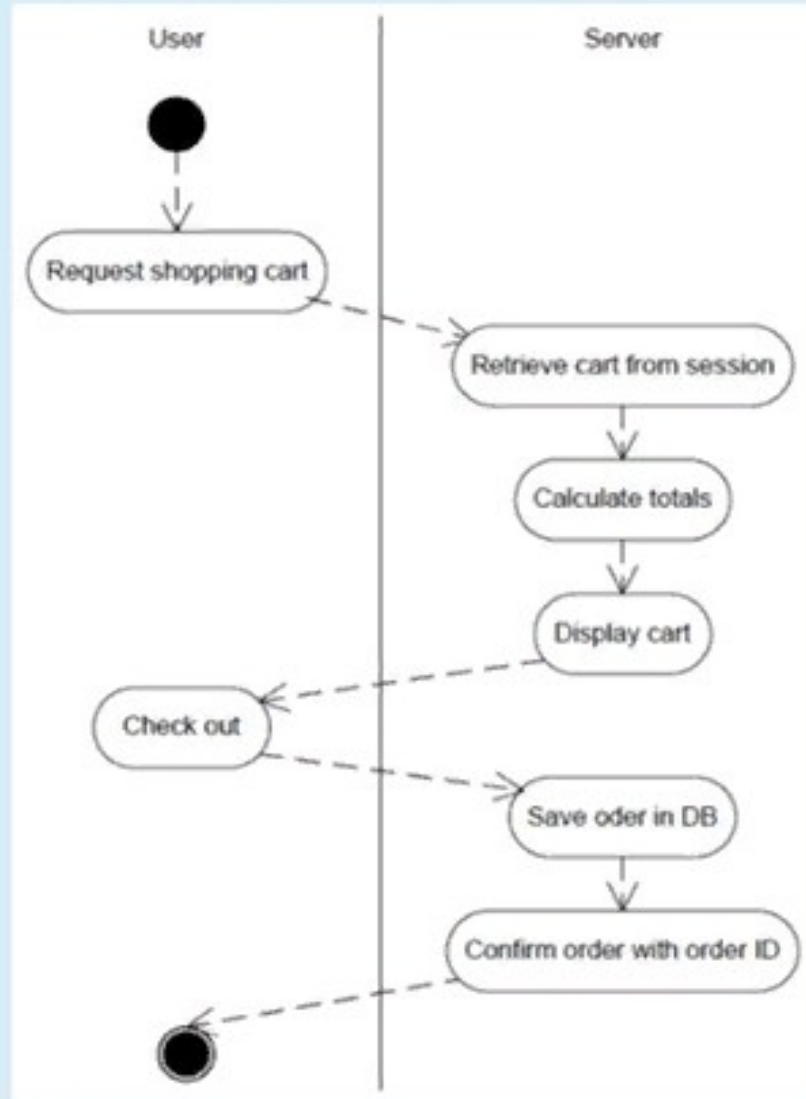 User
Server
Request shopping cart
Retrieve cart from session
Calculate totals
Display cart
Check out
Save oder in DB
Confirm order with order ID